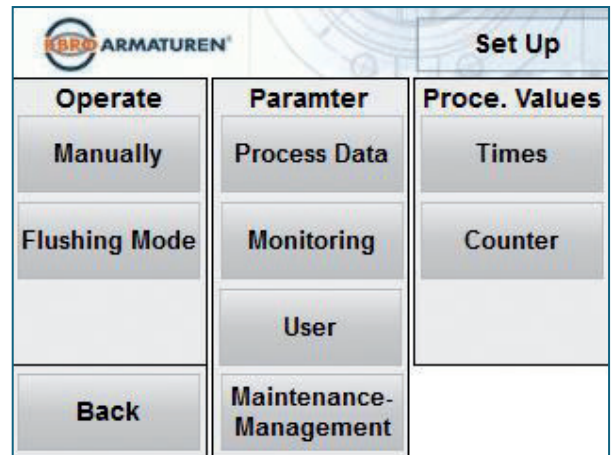 EBRO ARMATUREN®
Set Up
Operate
Manually
Flushing Mode
Back
Paramter
Process Data
Monitoring
User
Maintenance-
Management
Proce. Values
Times
Counter